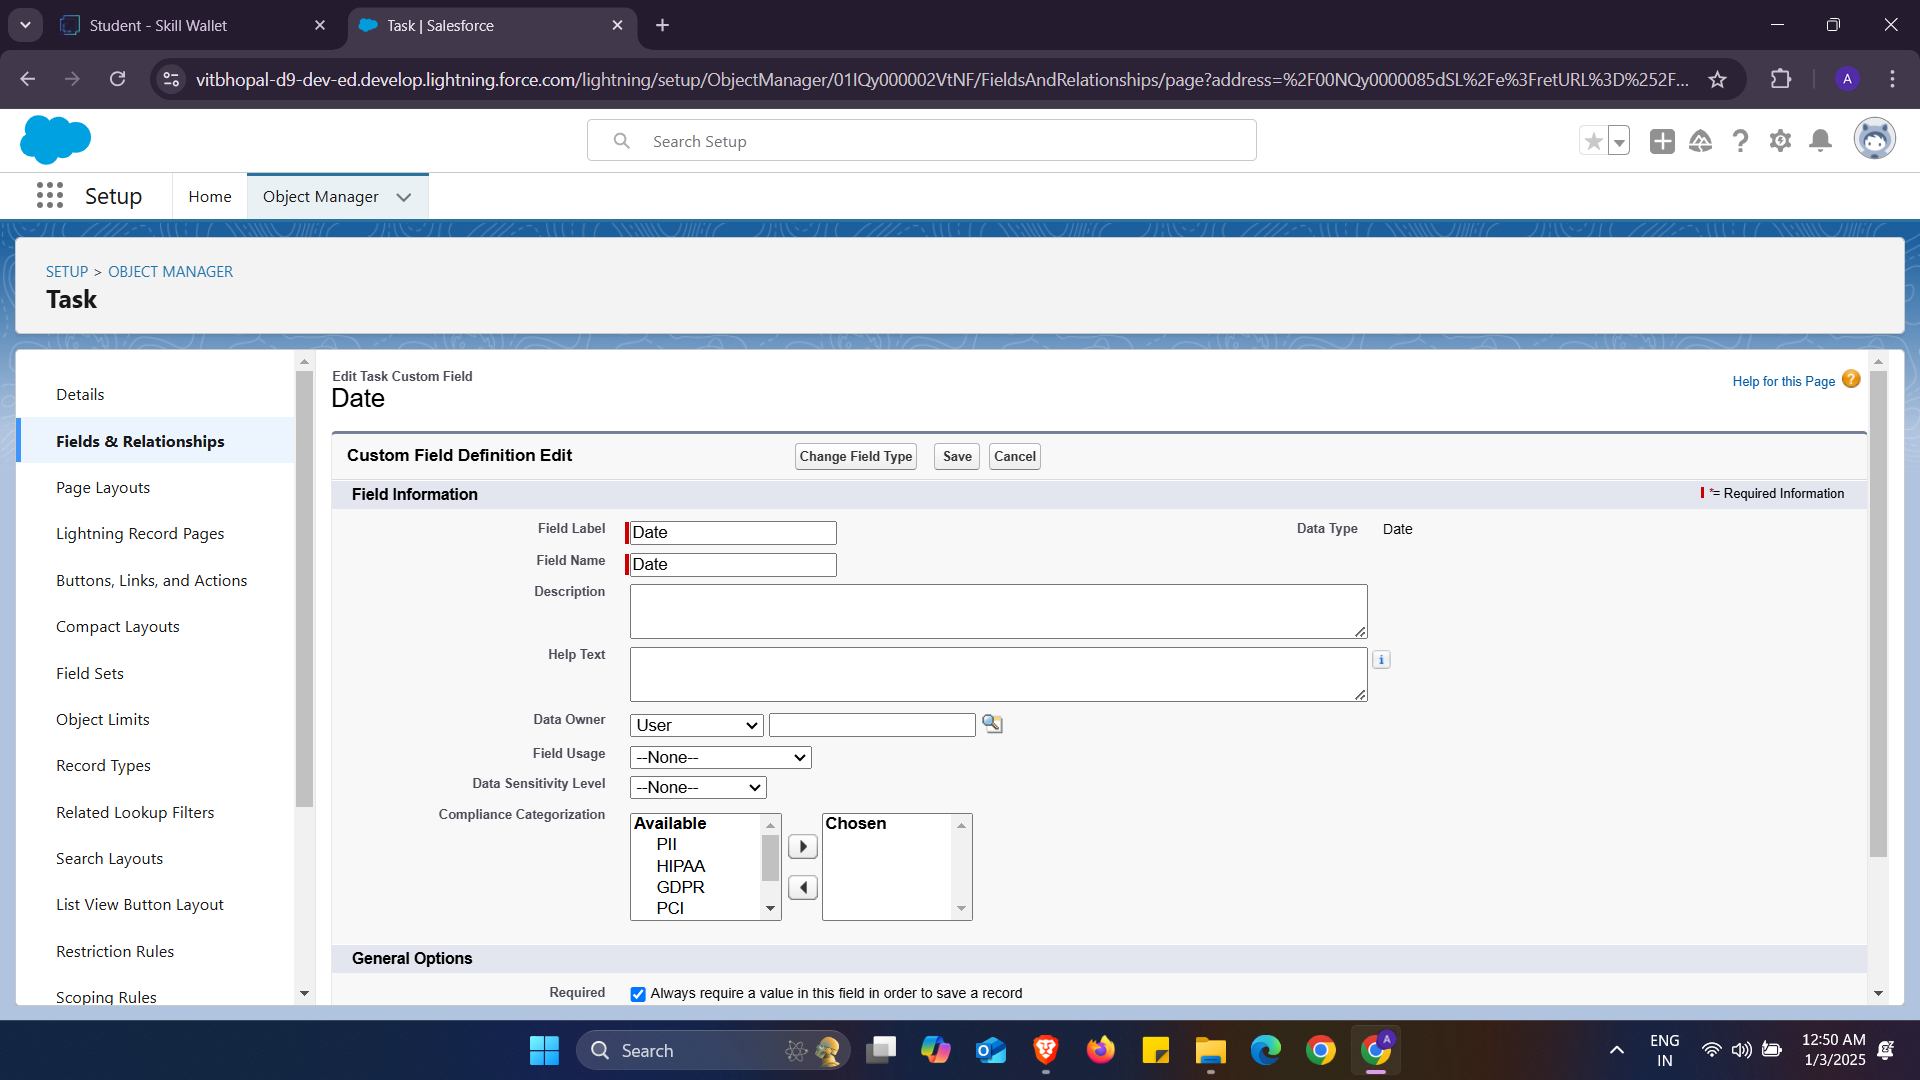 Student - Skill Wallet
Task | Salesforce
vitbhopal-d9-dev-ed.develop.lightning.force.com/lightning/setup/ObjectManager/01IQy000002VtNF/FieldsAndRelationships/page?address=%2F00NQy0000085dSL%2Fe%3FretURL%3D%252F...
A
Search Setup
Setup
Home
Object Manager
SETUP > OBJECT MANAGER
Task
Details
Fields & Relationships
Page Layouts
Lightning Record Pages
Buttons, Links, and Actions
Compact Layouts
Field Sets
Object Limits
Record Types
Related Lookup Filters
Search Layouts
List View Button Layout
Restriction Rules
Scoping Rules
Edit Task Custom Field
Date
Help for this Page
Custom Field Definition Edit
Change Field Type
Save
Cancel
Field Information
*= Required Information
Field Label
Date
Data Type
Date
Field Name
Date
Description
Help Text
Data Owner
User
Field Usage
--None--
Data Sensitivity Level
--None--
Compliance Categorization
Available
PII
HIPAA
GDPR
PCI
Chosen
General Options
Required
Always require a value in this field in order to save a record
Search
A
ENG
IN
12:50 AM
1/3/2025